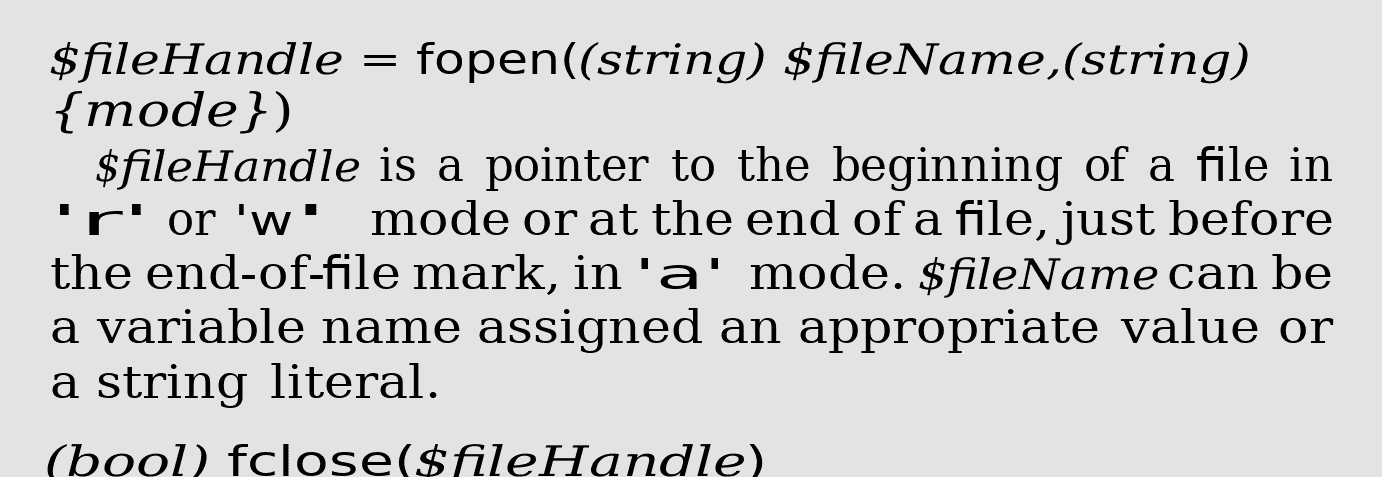 $fileHandle = fopen((string) $fileName,(string)
{mode})
$fileHandle is a pointer to the beginning of a file in
'r' or 'w' mode or at the end of a file, just before
the end-of-file mark, in 'a' mode. $fileName can be
a variable name assigned an appropriate value or
a string literal.
(bool) fclose($fileHandle)